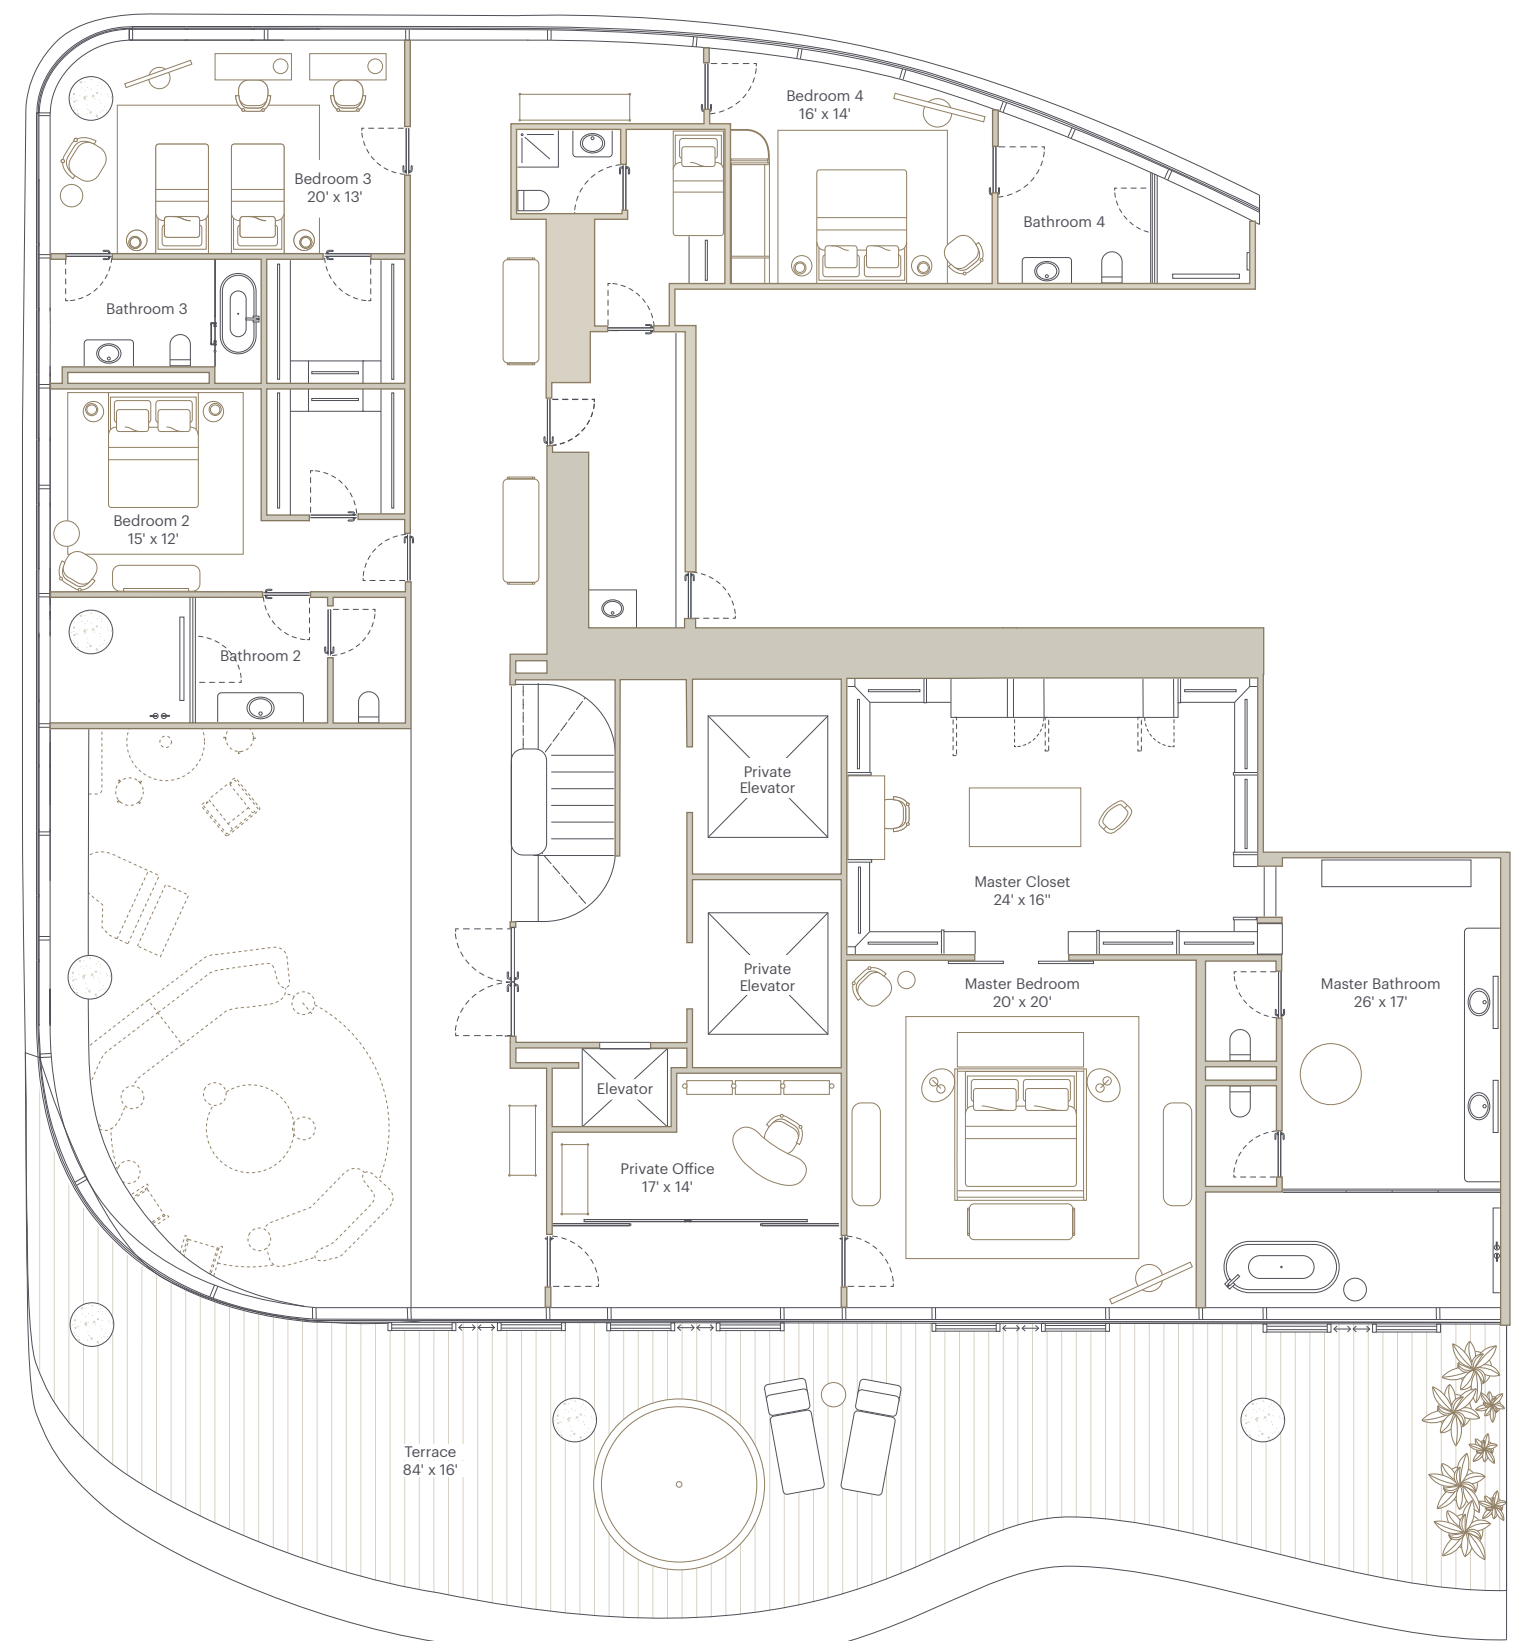 Bedroom 4
16' x 14'
Bedroom 3
20' x 13'
Bathroom 4
Bathroom 3
Bedroom 2
15' x 12'
Bathroom 2
Private
Elevator
Master Closet
24' x 16"
Private
Elevator
Master Bedroom
20' x 20'
Master Bathroom
26' x 17'
Elevator
Private Office
17' x 14'
Terrace
84' x 16'